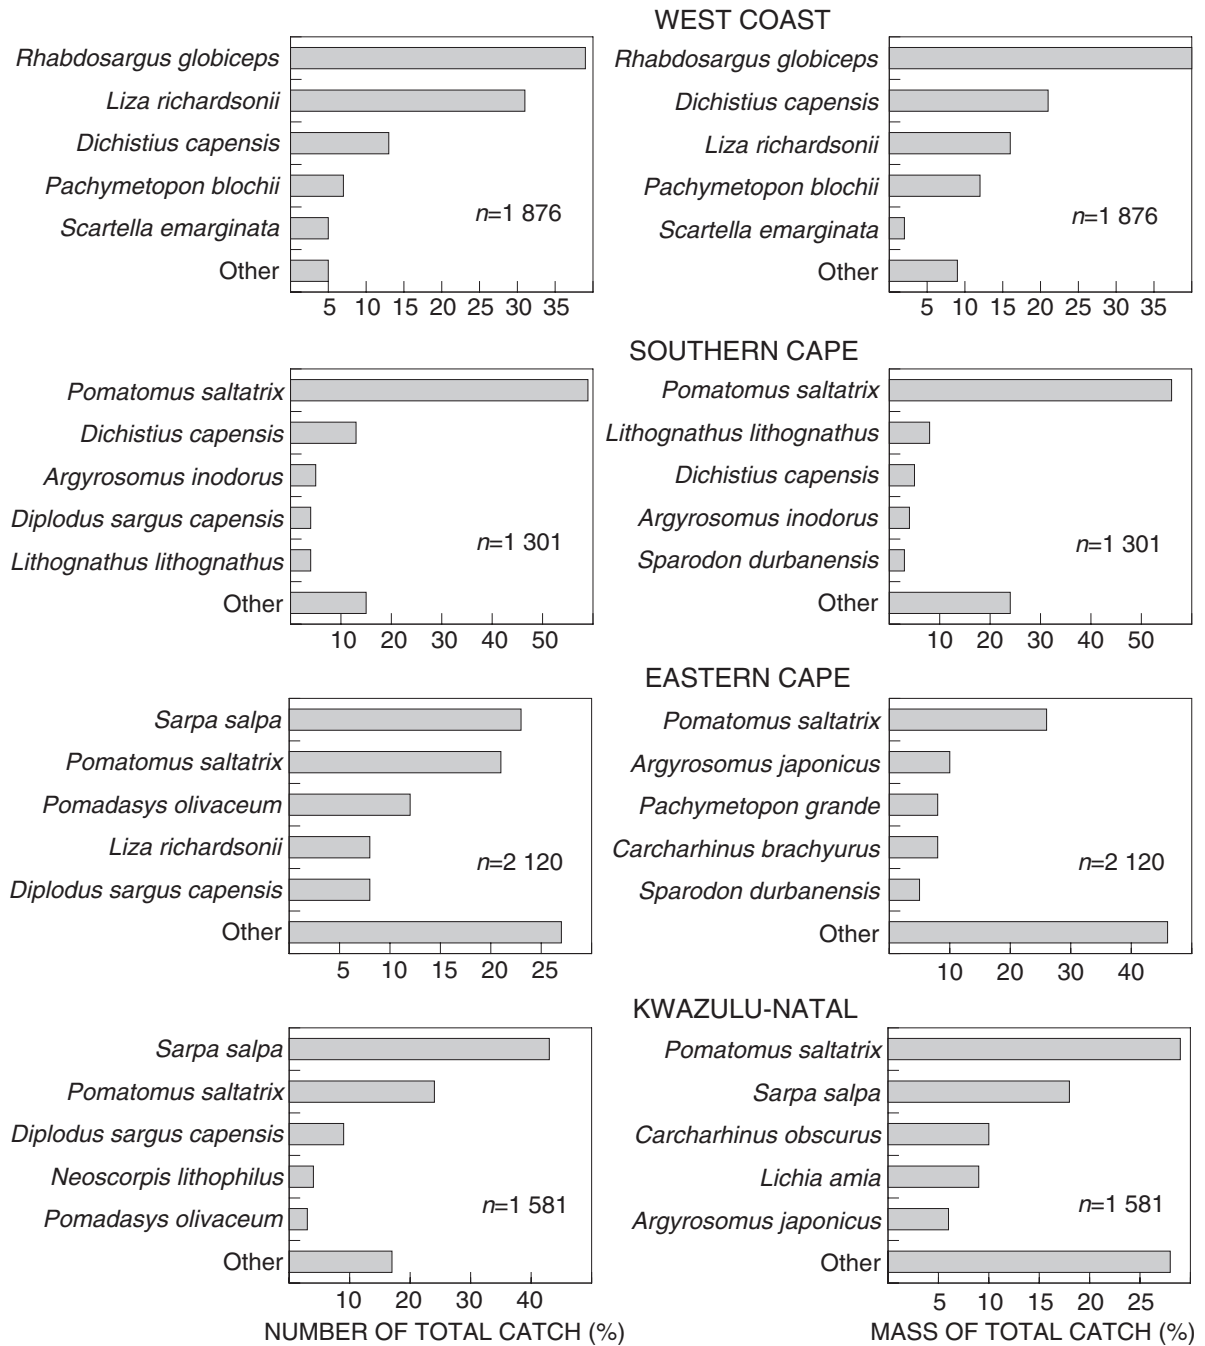 WEST COAST
Rhabdosargus globiceps
Liza richardsonii
Dichistius capensis
Pachymetopon blochii
Scartella emarginata
Other
n=1 876
5 10 15 20 25 30 35
Rhabdosargus globiceps
Dichistius capensis
Liza richardsonii
Pachymetopon blochii
Scartella emarginata
Other
n=1 876
5 10 15 20 25 30 35
SOUTHERN CAPE
Pomatomus saltatrix
Dichistius capensis
Argyrosomus inodorus
Diplodus sargus capensis
Lithognathus lithognathus
Other
n=1 301
10 20 30 40 50
Pomatomus saltatrix
Lithognathus lithognathus
Dichistius capensis
Argyrosomus inodorus
Sparodon durbanensis
Other
n=1 301
10 20 30 40 50
EASTERN CAPE
Sarpa salpa
Pomatomus saltatrix
Pomadasys olivaceum
Liza richardsonii
Diplodus sargus capensis
Other
n=2 120
5 10 15 20 25
Pomatomus saltatrix
Argyrosomus japonicus
Pachymetopon grande
Carcharhinus brachyurus
Sparodon durbanensis
Other
n=2 120
10 20 30 40
KWAZULU-NATAL
Sarpa salpa
Pomatomus saltatrix
Diplodus sargus capensis
Neoscorpis lithophilus
Pomadasys olivaceum
Other
n=1 581
10 20 30 40
NUMBER OF TOTAL CATCH (%)
Pomatomus saltatrix
Sarpa salpa
Carcharhinus obscurus
Lichia amia
Argyrosomus japonicus
Other
n=1 581
5 10 15 20 25
MASS OF TOTAL CATCH (%)